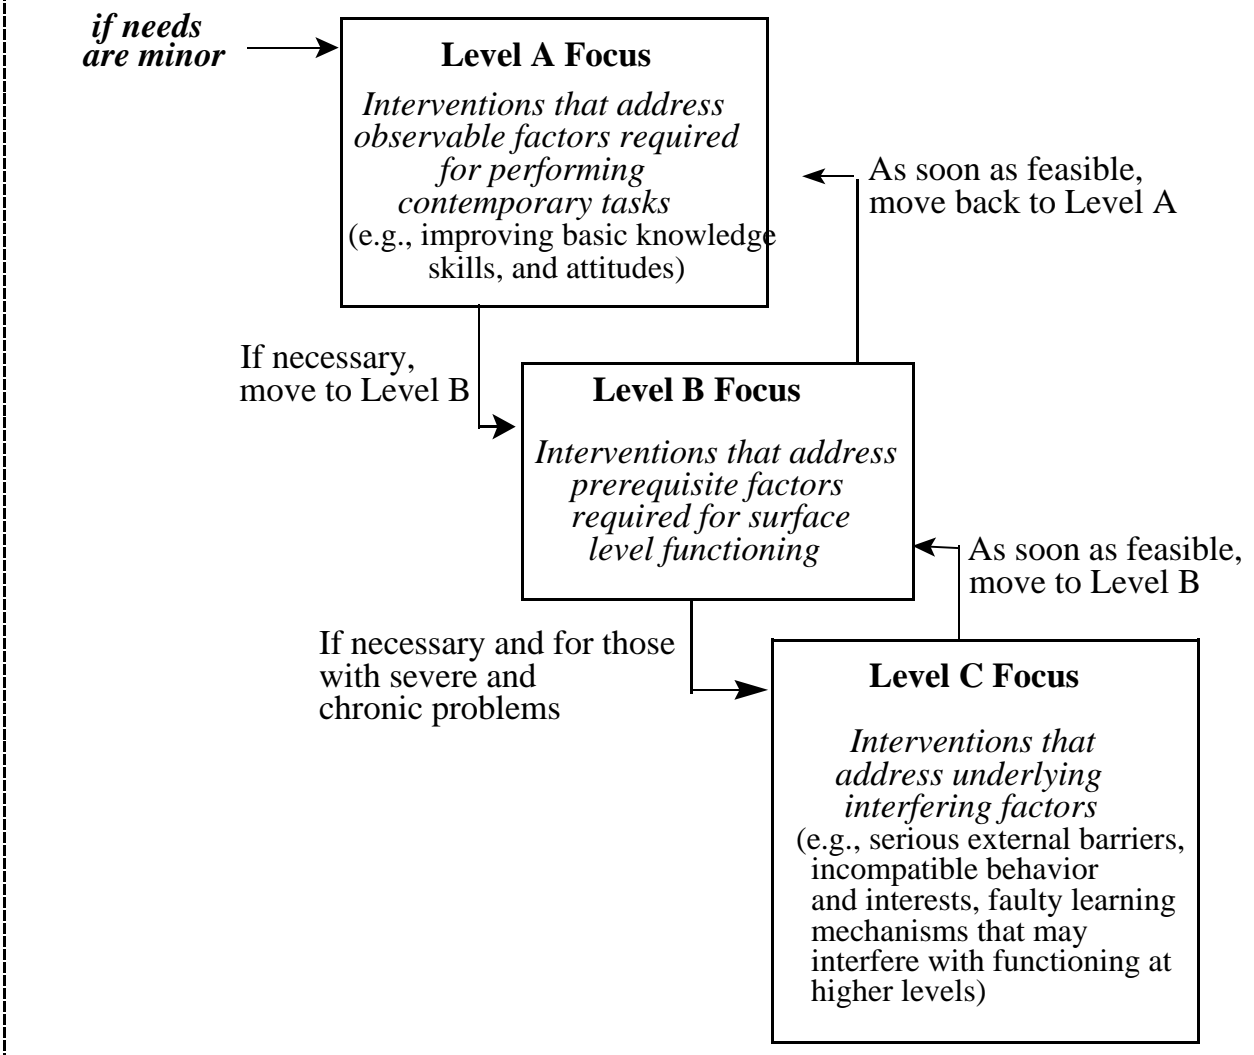 if needs
are minor
Level A Focus
Interventions that address
observable factors required
for performing
contemporary tasks
(e.g., improving basic knowledge
skills, and attitudes)
As soon as feasible,
move back to Level A
If necessary,
move to Level B
Level B Focus
Interventions that address
prerequisite factors
required for surface
level functioning
As soon as feasible,
move to Level B
If necessary and for those
with severe and
chronic problems
Level C Focus
Interventions that
address underlying
interfering factors
(e.g., serious external barriers,
incompatible behavior
and interests, faulty learning
mechanisms that may
interfere with functioning at
higher levels)